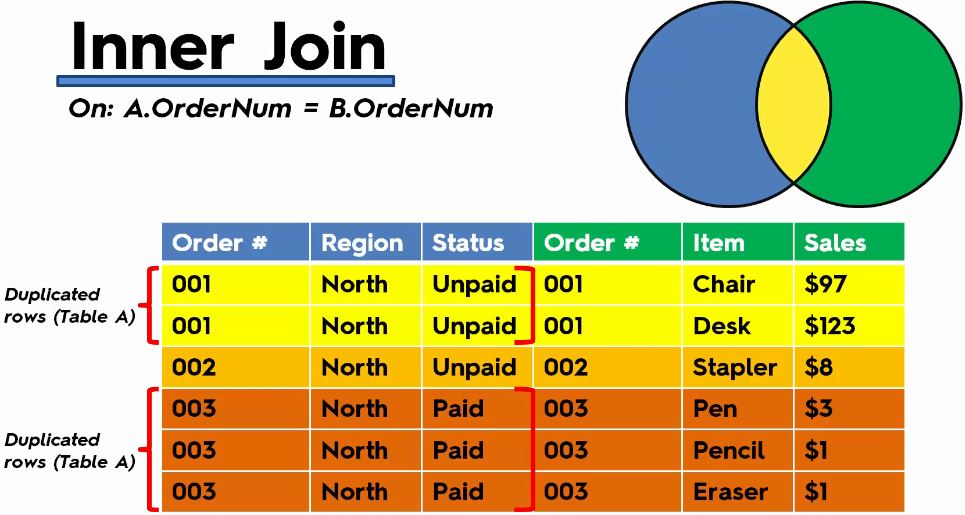 Inner Join
On: A.OrderNum = B.OrderNum
Order # Region Status Order # Item Sales
Duplicated
rows (Table A)
001 North Unpaid 001 Chair $97
001 North Unpaid 001 Desk $123
002 North Unpaid 002 Stapler $8
Duplicated
rows (Table A)
003 North Paid 003 Pen $3
003 North Paid 003 Pencil $1
003 North Paid 003 Eraser $1